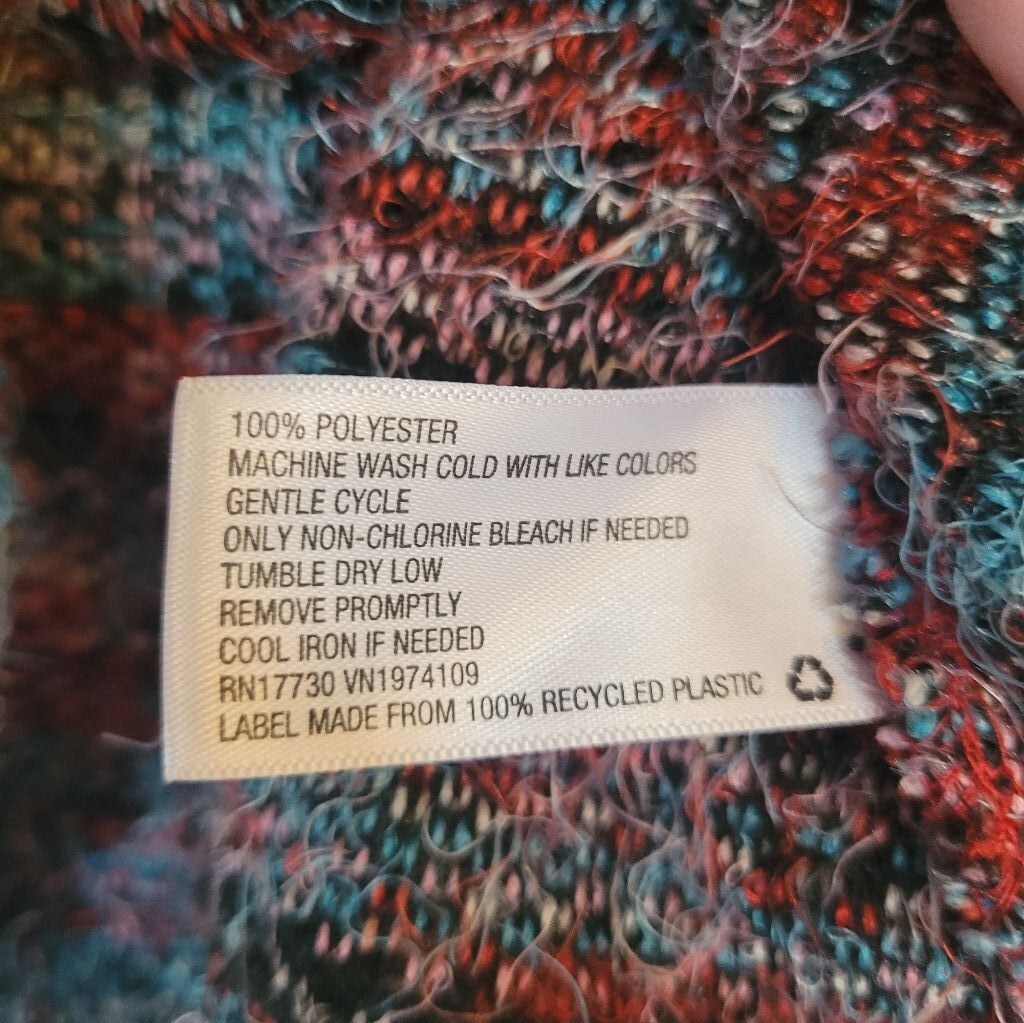 100% POLYESTER
MACHINE WASH COLD WITH LIKE COLORS
GENTLE CYCLE
ONLY NON-CHLORINE BLEACH IF NEEDED
TUMBLE DRY LOW
REMOVE PROMPTLY
COOL IRON IF NEEDED
RN17730 VN1974109
LABEL MADE FROM 100% RECYCLED PLASTIC